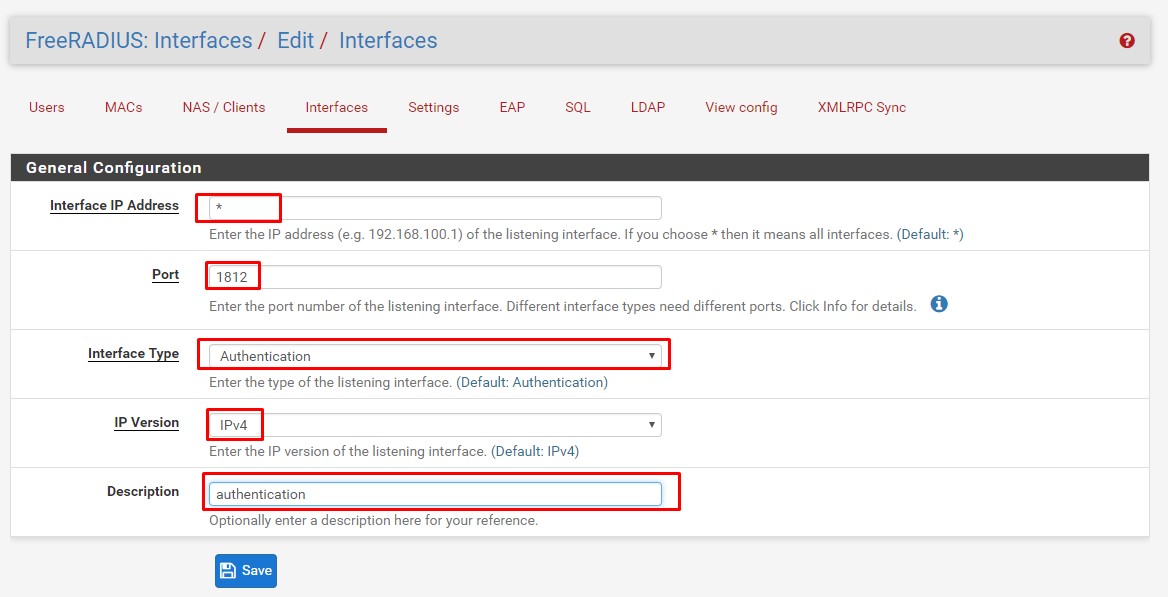 FreeRADIUS: Interfaces / Edit / Interfaces
Users MACs NAS / Clients Interfaces Settings EAP SQL LDAP View config XMLRPC Sync
General Configuration
Interface IP Address *
Enter the IP address (e.g. 192.168.100.1) of the listening interface. If you choose * then it means all interfaces. (Default: *)
Port 1812
Enter the port number of the listening interface. Different interface types need different ports. Click Info for details.
Interface Type Authentication
Enter the type of the listening interface. (Default: Authentication)
IP Version IPv4
Enter the IP version of the listening interface. (Default: IPv4)
Description authentication
Optionally enter a description here for your reference.
Save